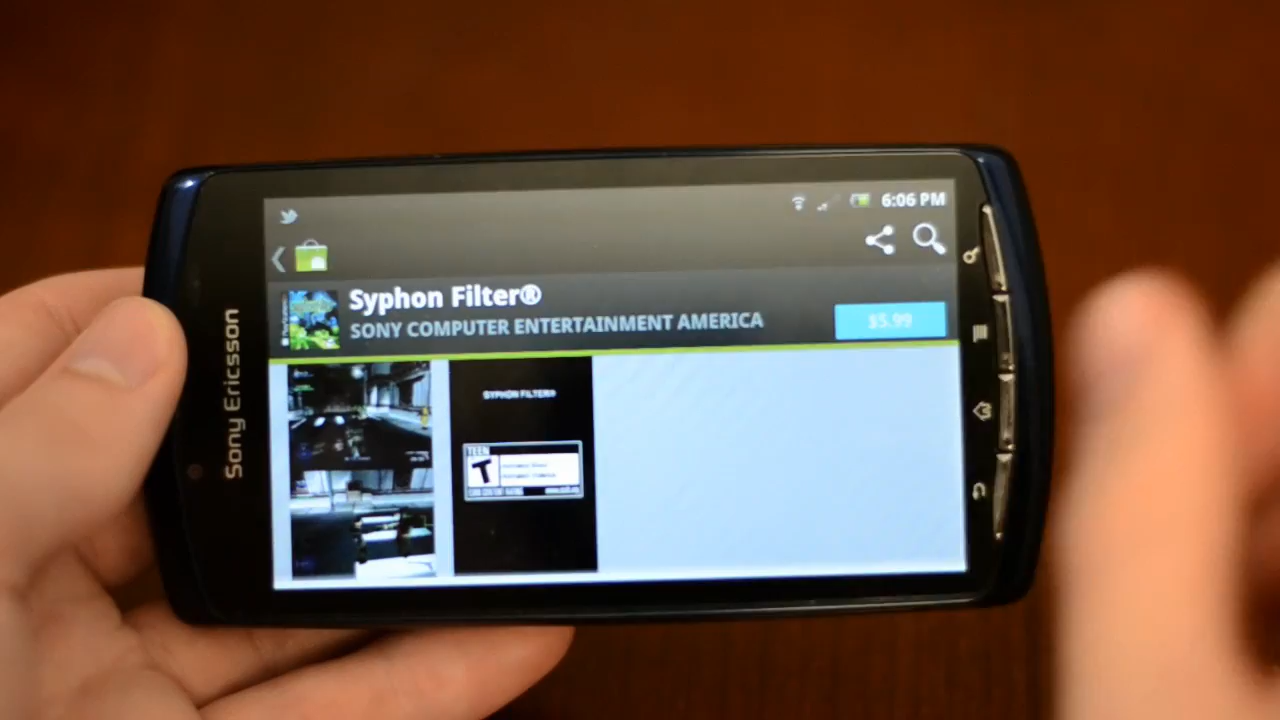 6:06 PM
Syphon Filter®
SONY COMPUTER ENTERTAINMENT AMERICA
$5.99
SYPHON FILTER®
TEEN
T
Sony Ericsson